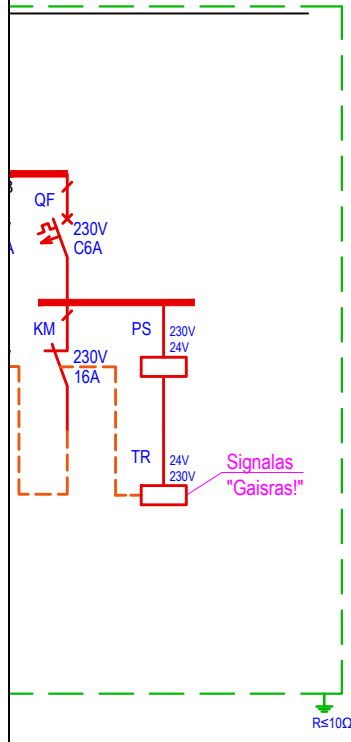 QF
230V
C6A
KM
230V
16A
PS
230V
24V
TR
24V
230V
Signalas
"Gaisras!"
R≤10Ω